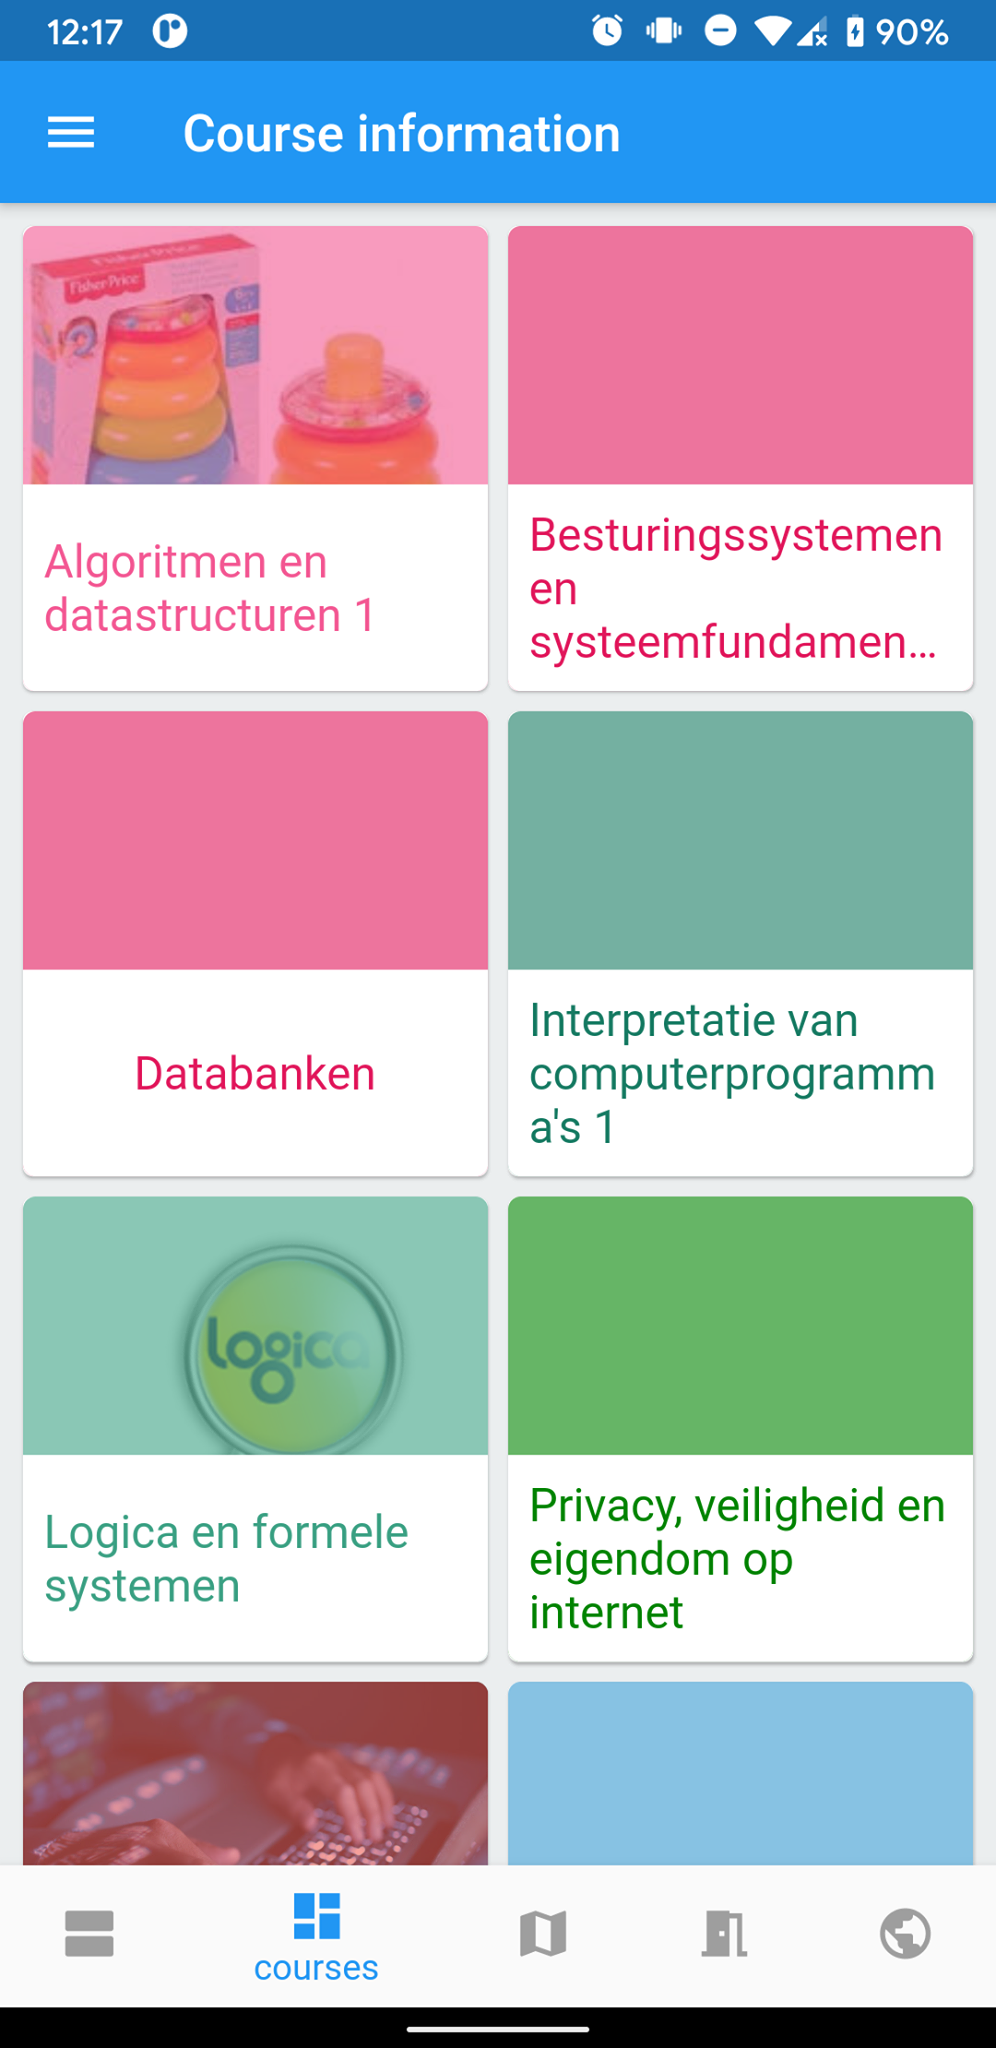 12:17
90%
Course information
Fisher-Price
Algoritmen en
datastructuren 1
Besturingssystemen
en
systeemfundamen...
Databanken
Interpretatie van
computerprogramm
a's 1
logica
Logica en formele
systemen
Privacy, veiligheid en
eigendom op
internet
courses